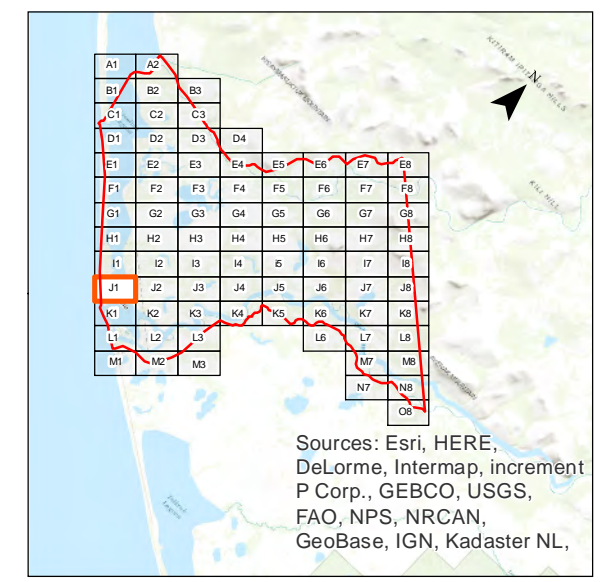 KITIRAM IPIENGA HILLS
N
A1 A2
B1 B2 B3
C1 C2 C3
D1 D2 D3 D4
E1 E2 E3 E4 E5 E6 E7 E8
F1 F2 F3 F4 F5 F6 F7 F8
KILI HILL
G1 G2 G3 G4 G5 G6 G7 G8
H1 H2 H3 H4 H5 H6 H7 H8
I1 I2 I3 I4 i5 I6 I7 I8
J1 J2 J3 J4 J5 J6 J7 J8
K1 K2 K3 K4 K5 K6 K7 K8
L1 L2 L3 L6 L7 L8
M1 M2 M3 M7 M8
N7 N8
O8
Sources: Esri, HERE,
DeLorme, Intermap, increment
P Corp., GEBCO, USGS,
FAO, NPS, NRCAN,
GeoBase, IGN, Kadaster NL,